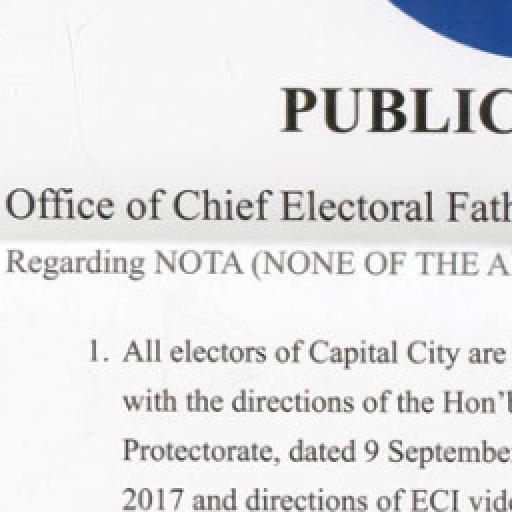 PUBLIC
Office of Chief Electoral Fath
Regarding NOTA (NONE OF THE A
1. All electors of Capital City are
with the directions of the Hon'b
Protectorate, dated 9 Septembe
2017 and directions of ECI vide